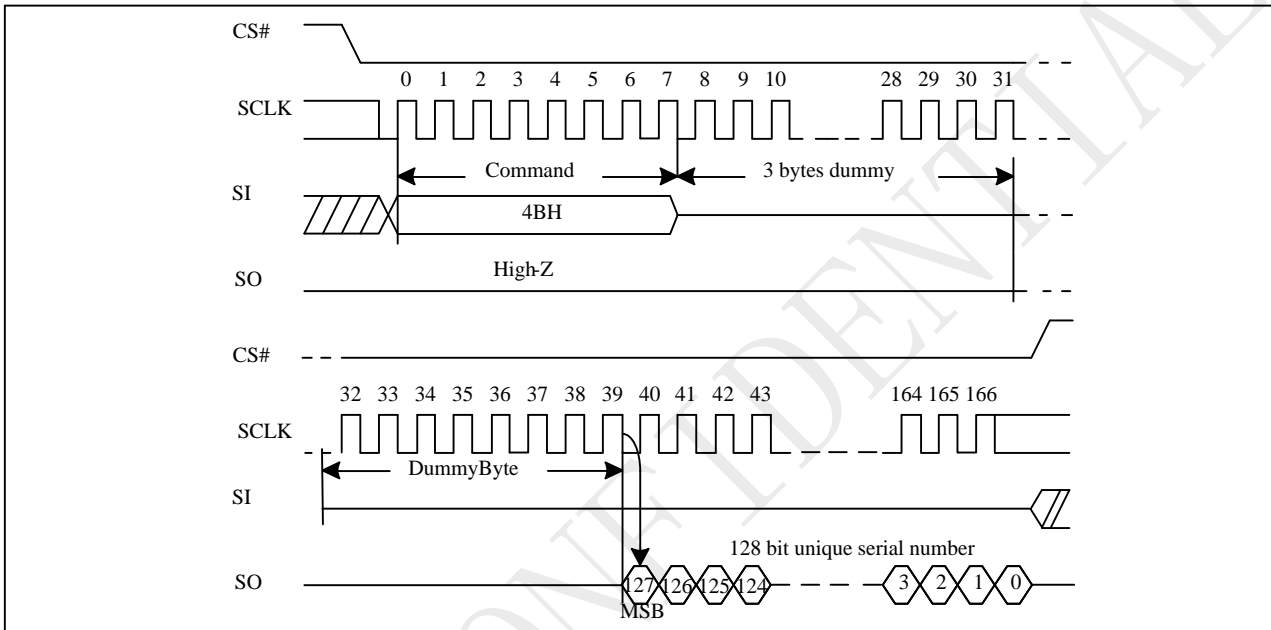 CS#
0 1 2 3 4 5 6 7 8 9 10 28 29 30 31
SCLK
Command 3 bytes dummy
SI
4BH
High-Z
SO
CS#
32 33 34 35 36 37 38 39 40 41 42 43 164 165 166
SCLK
DummyByte
SI
128 bit unique serial number
SO 127 126 125 124 3 2 1 0
MSB
CONFIDENTIAL